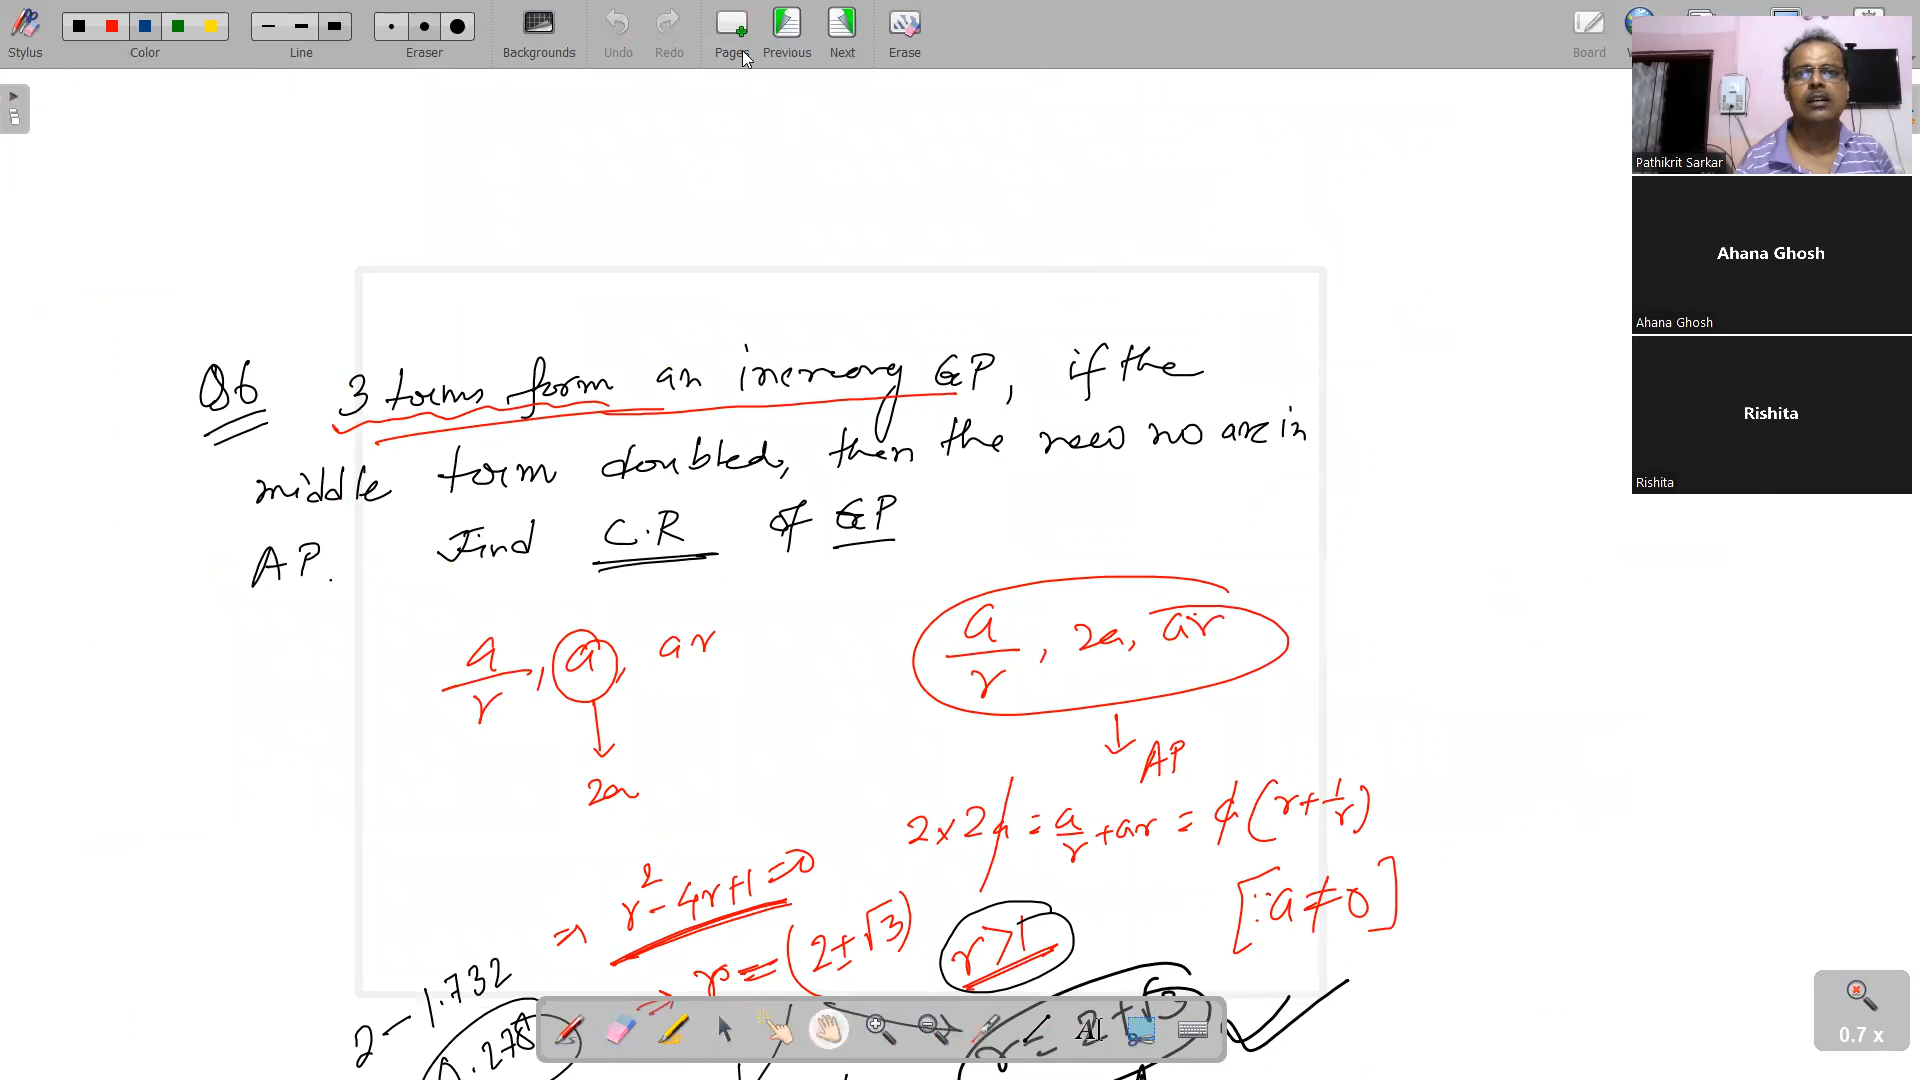 Stylus Color Line Eraser Backgrounds Undo Redo Pages Previous Next Erase Board
Pathikrit Sarkar
Ahana Ghosh
Ahana Ghosh
Rishita
Rishita
Q6 3 terms form an increasing GP, if the
middle term doubled, then the new no are in
AP. Find C.R of GP
a/r, a, ar
2a
a/r, 2a, ar
AP
2 × 2a = a/r + ar = a(r + 1/r)
[∵ a ≠ 0]
⇒ r² - 4r + 1 = 0
r = (2 ± √3) r > 1
2 - 1.732
r = 2 + √3
0.7 x